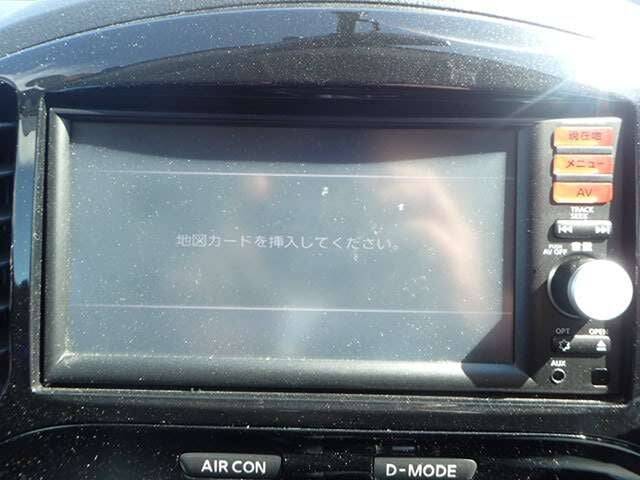 地図カードを挿入してください。
現在地
メニュー
AV
TRACK
SEEK
PUSH
AV OFF
音量
OPT
OPEN
AUX
AIR CON
D-MODE